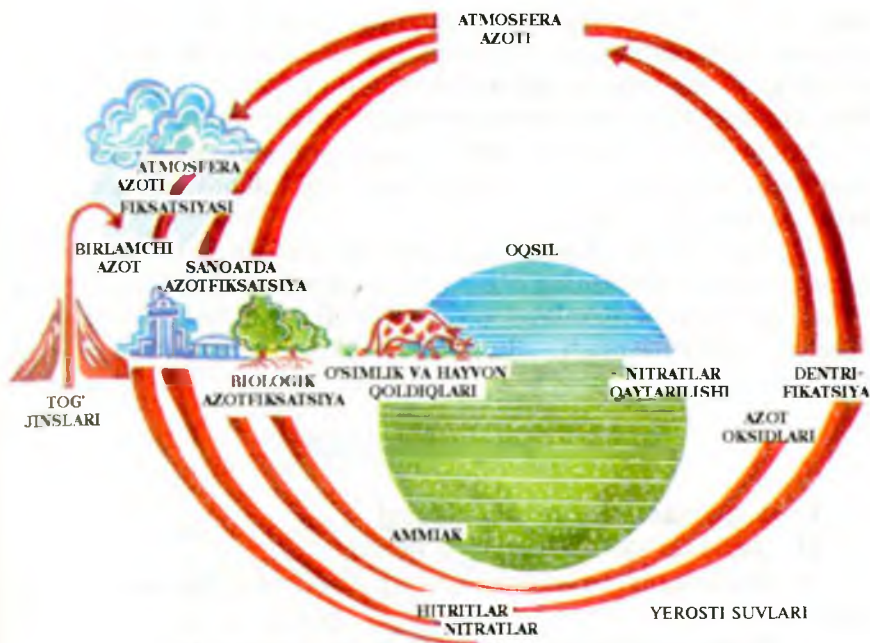 ATMOSFERA
AZOTI
ATMOSFERA
AZOTI
FIKSATSIYASI
BIRLAMCHI
AZOT
SANOATDA
AZOTFIKSATSIYA
OQSIL
BIOLOGIK
AZOTFIKSATSIYA
O'SIMLIK VA HAYVON
QOLDIQLARI
NITRATLAR
QAYTARILISHI
DENTRI-
FIKATSIYA
TOG'
JINSLARI
AZOT
OKSIDLARI
AMMIAK
HITRITLAR
NITRATLAR
YEROSTI SUVLARI